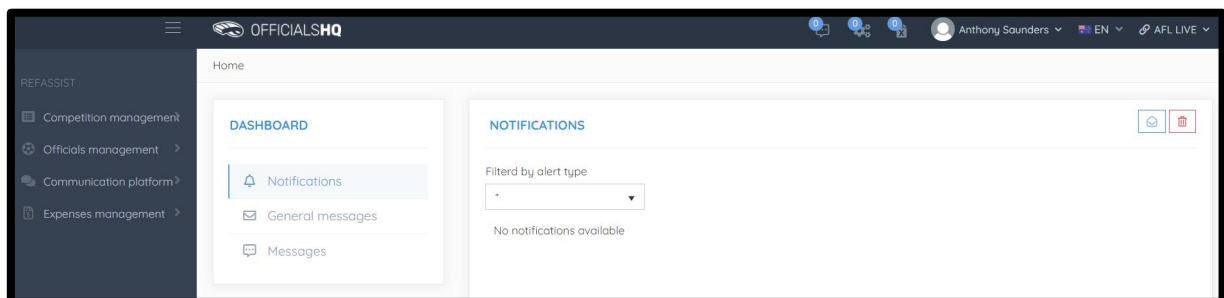 OFFICIALSHQ
0
0
0
Anthony Saunders
EN
AFL LIVE
REFASSIST
Competition management
Officials management
Communication platform
Expenses management
Home
DASHBOARD
Notifications
General messages
Messages
NOTIFICATIONS
Filterd by alert type
*
No notifications available